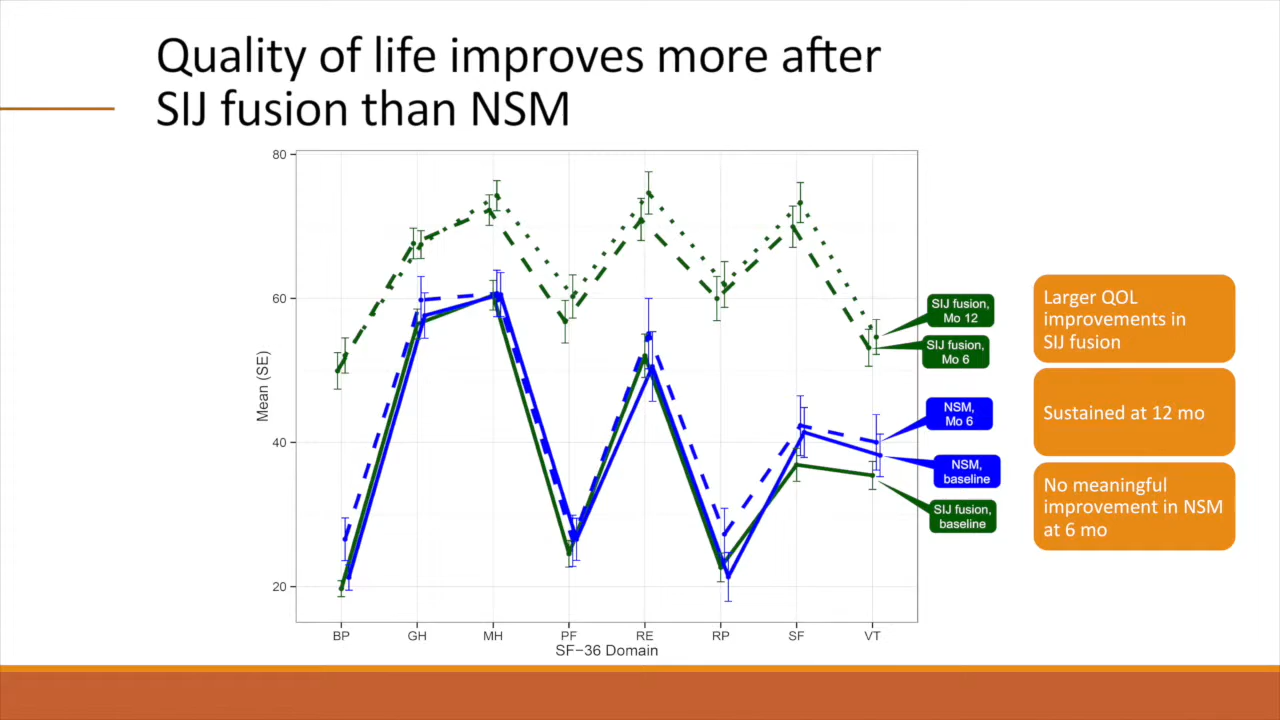 Quality of life improves more after
SIJ fusion than NSM
80
60
40
20
Mean (SE)
BP GH MH PF RE RP SF VT
SF−36 Domain
SIJ fusion,
Mo 12
SIJ fusion,
Mo 6
NSM,
Mo 6
NSM,
baseline
SIJ fusion,
baseline
Larger QOL
improvements in
SIJ fusion
Sustained at 12 mo
No meaningful
improvement in NSM
at 6 mo